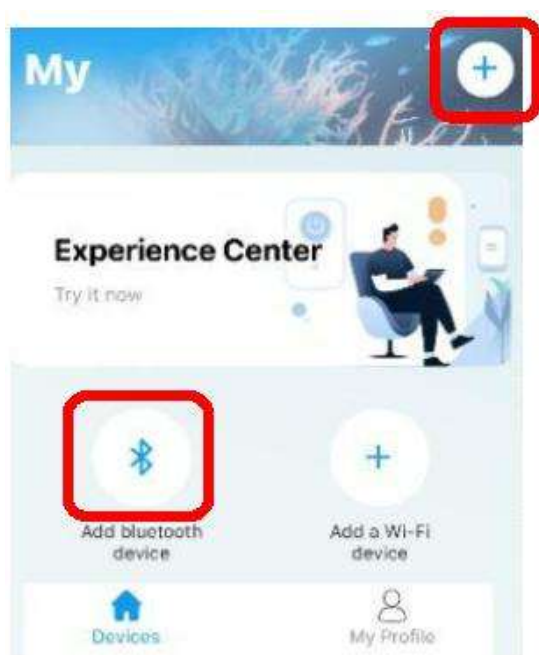 My
Experience Center
Try it now
Add bluetooth
device
Add a Wi-Fi
device
Devices
My Profile